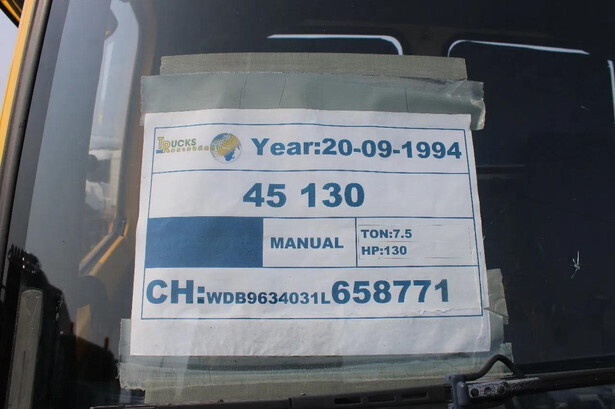 TRUCKS Year:20-09-1994
45 130
MANUAL TON:7.5
HP:130
CH:WDB9634031L658771